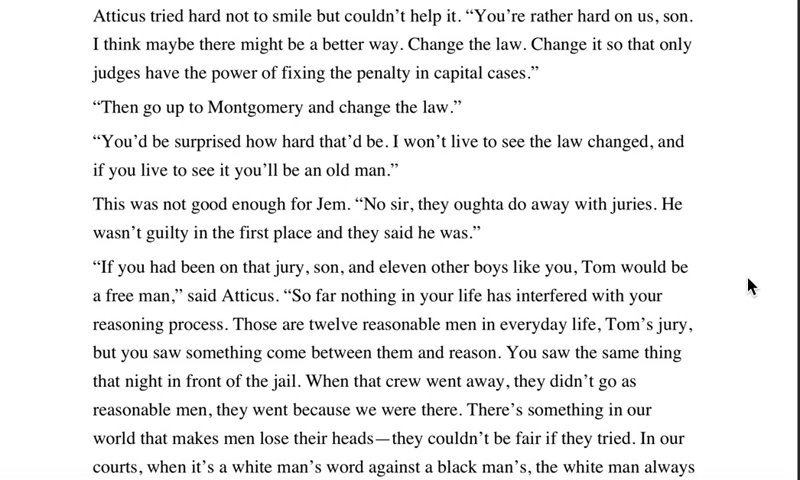 Atticus tried hard not to smile but couldn’t help it. “You’re rather hard on us, son.
I think maybe there might be a better way. Change the law. Change it so that only
judges have the power of fixing the penalty in capital cases.”
“Then go up to Montgomery and change the law.”
“You’d be surprised how hard that’d be. I won’t live to see the law changed, and
if you live to see it you’ll be an old man.”
This was not good enough for Jem. “No sir, they oughta do away with juries. He
wasn’t guilty in the first place and they said he was.”
“If you had been on that jury, son, and eleven other boys like you, Tom would be
a free man,” said Atticus. “So far nothing in your life has interfered with your
reasoning process. Those are twelve reasonable men in everyday life, Tom’s jury,
but you saw something come between them and reason. You saw the same thing
that night in front of the jail. When that crew went away, they didn’t go as
reasonable men, they went because we were there. There’s something in our
world that makes men lose their heads—they couldn’t be fair if they tried. In our
courts, when it’s a white man’s word against a black man’s, the white man always